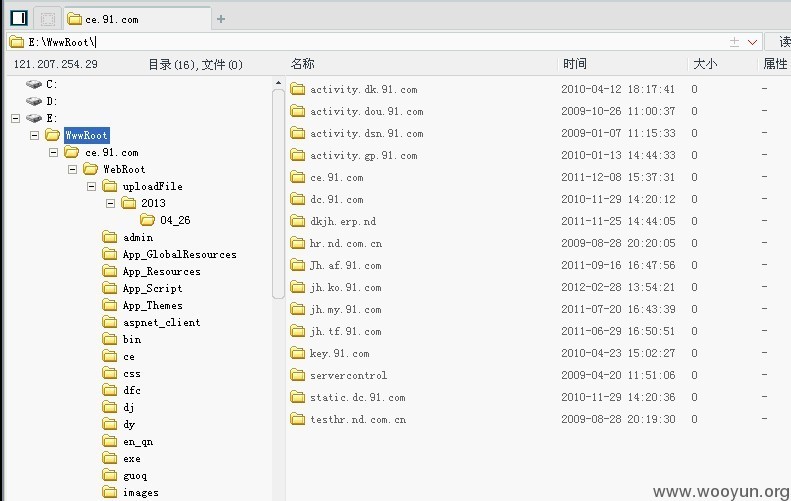 ce.91.com
E:\WwwRoot\
读
121.207.254.29 目录(16),文件(0) 名称 时间 大小 属性
C:
D:
E:
WwwRoot
ce.91.com
WebRoot
uploadFile
2013
04_26
admin
App_GlobalResources
App_Resources
App_Script
App_Themes
aspnet_client
bin
ce
css
dfc
dj
dy
en_qn
exe
guoq
images
activity.dk.91.com 2010-04-12 18:17:41 0 -
activity.dou.91.com 2009-10-26 11:00:37 0 -
activity.dsn.91.com 2009-01-07 11:15:33 0 -
activity.gp.91.com 2010-01-13 14:44:33 0 -
ce.91.com 2011-12-08 15:37:31 0 -
dc.91.com 2010-11-29 14:20:12 0 -
dkjh.erp.nd 2011-11-25 14:44:05 0 -
hr.nd.com.cn 2009-08-28 20:20:05 0 -
Jh.af.91.com 2011-09-16 16:47:56 0 -
jh.ko.91.com 2012-02-28 13:54:21 0 -
jh.my.91.com 2011-07-20 16:43:39 0 -
jh.tf.91.com 2011-06-29 16:50:51 0 -
key.91.com 2010-04-23 15:02:27 0 -
servercontrol 2009-04-20 11:51:06 0 -
static.dc.91.com 2010-11-29 14:20:36 0 -
testhr.nd.com.cn 2009-08-28 20:19:30 0 -
www.wooyun.org